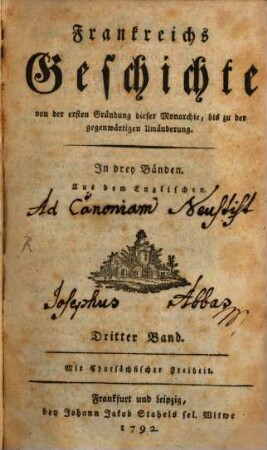 Frankreichs
Geschichte
von der ersten Gründung dieser Monarchie, bis zu der
gegenwärtigen Umänderung.
In drey Bänden.
Aus dem Englischen.
Ad Canoniam Neustift
Josephus Abbas
Dritter Band.
Mit Chursächsischer Freiheit.
Frankfurt und Leipzig,
bey Johann Jakob Stahels sel. Witwe
1792.